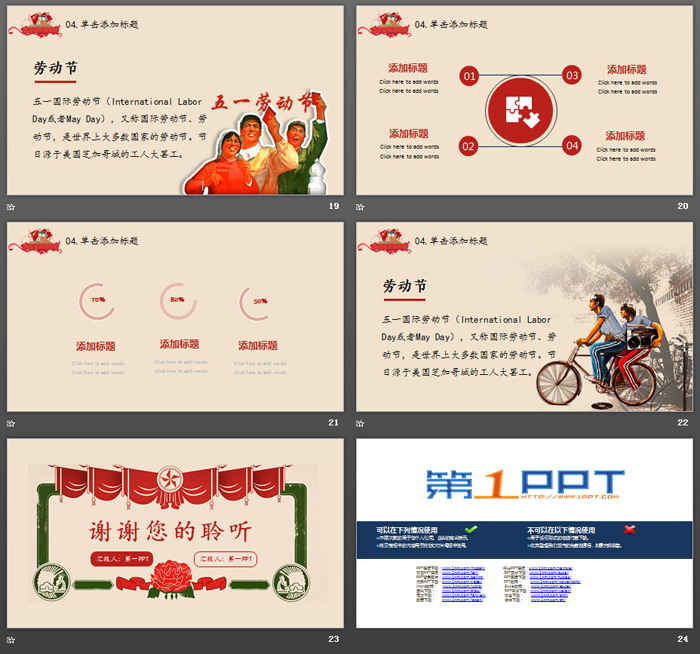 04.单击添加标题
劳动节
五一国际劳动节（International Labor
Day或者May Day），又称国际劳动节、劳
动节，是世界上大多数国家的劳动节。节
日源于美国芝加哥城的工人大罢工。
五一劳动节
19
04.单击添加标题
添加标题
Click here to add words
Click here to add words
01
03
添加标题
Click here to add words
Click here to add words
添加标题
Click here to add words
Click here to add words
02
04
添加标题
Click here to add words
Click here to add words
20
04.单击添加标题
70%
80%
50%
添加标题
添加标题
添加标题
Click here to add words
Click here to add words
Click here to add words
Click here to add words
Click here to add words
Click here to add words
21
04.单击添加标题
劳动节
五一国际劳动节（International Labor
Day或者May Day），又称国际劳动节、劳
动节，是世界上大多数国家的劳动节。节
日源于美国芝加哥城的工人大罢工。
22
谢谢您的聆听
汇报人：第一PPT
汇报人：第一PPT
23
第1PPT
HTTP://WWW.1PPT.COM
可以在下列情况使用
不可以在以下情况使用
24